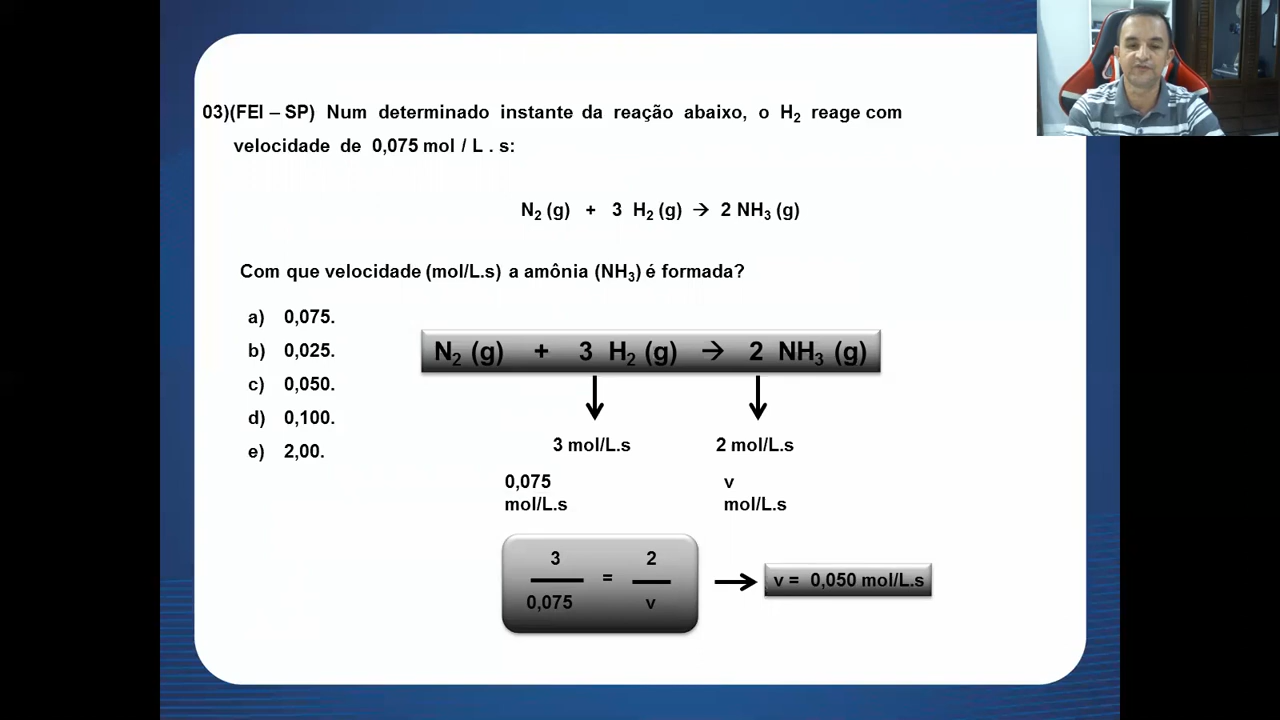 03)(FEI – SP) Num determinado instante da reação abaixo, o H₂ reage com
velocidade de 0,075 mol / L . s:
N₂ (g) + 3 H₂ (g) → 2 NH₃ (g)
Com que velocidade (mol/L.s) a amônia (NH₃) é formada?
a) 0,075.
b) 0,025.
c) 0,050.
d) 0,100.
e) 2,00.
N₂ (g) + 3 H₂ (g) → 2 NH₃ (g)
3 mol/L.s 2 mol/L.s
0,075 v
mol/L.s mol/L.s
3 2
=
0,075 v
v = 0,050 mol/L.s